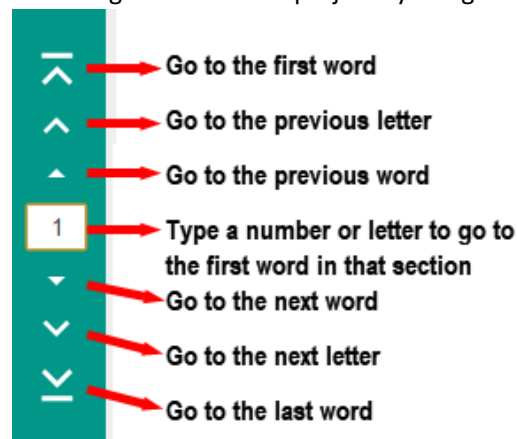 Go to the first word
Go to the previous letter
Go to the previous word
1
Type a number or letter to go to
the first word in that section
Go to the next word
Go to the next letter
Go to the last word